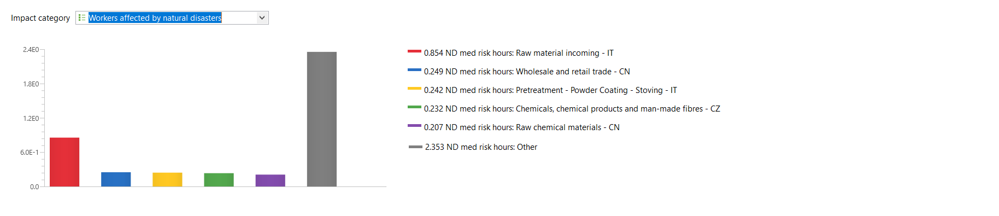 Impact category Workers affected by natural disasters
2.4E0
1.8E0
1.2E0
6.0E-1
0.0
0.854 ND med risk hours: Raw material incoming - IT
0.249 ND med risk hours: Wholesale and retail trade - CN
0.242 ND med risk hours: Pretreatment - Powder Coating - Stoving - IT
0.232 ND med risk hours: Chemicals, chemical products and man-made fibres - CZ
0.207 ND med risk hours: Raw chemical materials - CN
2.353 ND med risk hours: Other